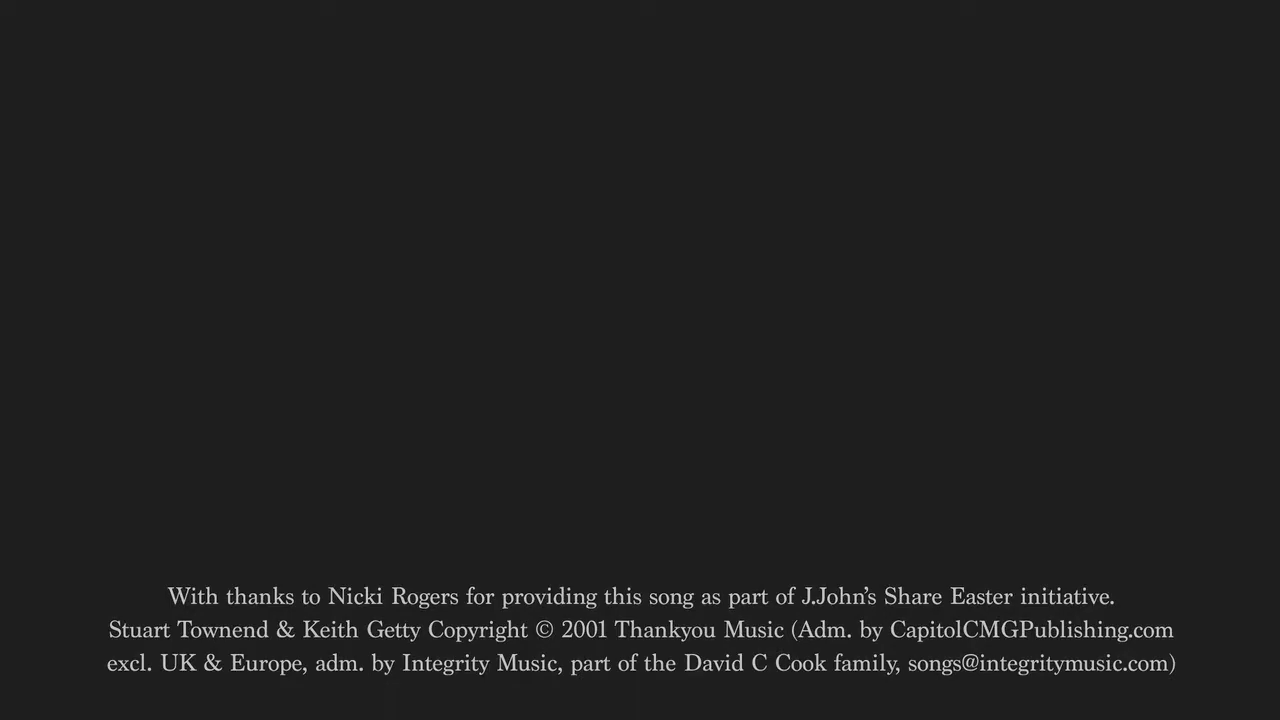 With thanks to Nicki Rogers for providing this song as part of J.John's Share Easter initiative.
Stuart Townend & Keith Getty Copyright © 2001 Thankyou Music (Adm. by CapitolCMGPublishing.com
excl. UK & Europe, adm. by Integrity Music, part of the David C Cook family, songs@integritymusic.com)